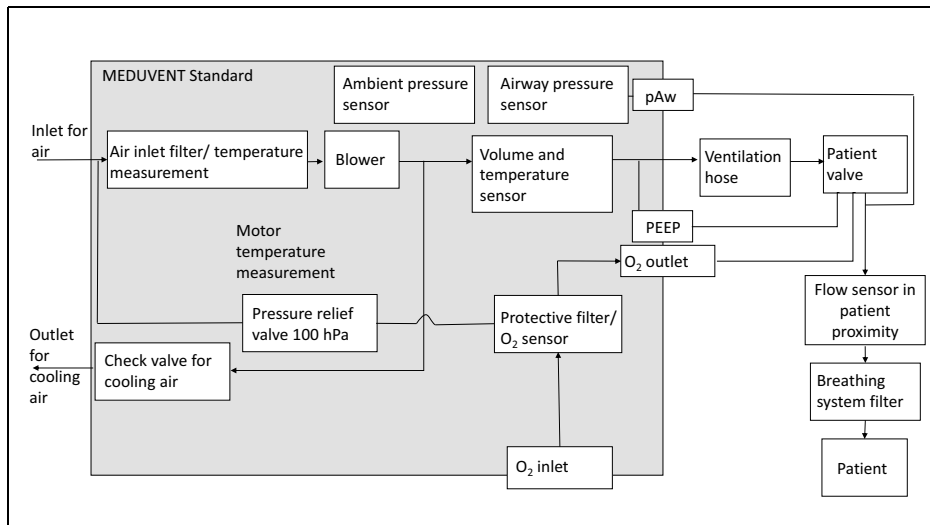 MEDUVENT Standard
Ambient pressure
sensor
Airway pressure
sensor
pAw
Inlet for
air
Air inlet filter/ temperature
measurement
Blower
Volume and
temperature
sensor
Ventilation
hose
Patient
valve
PEEP
Motor
temperature
measurement
O₂ outlet
Pressure relief
valve 100 hPa
Protective filter/
O₂ sensor
Flow sensor in
patient
proximity
Outlet
for
cooling
air
Check valve for
cooling air
Breathing
system filter
O₂ inlet
Patient